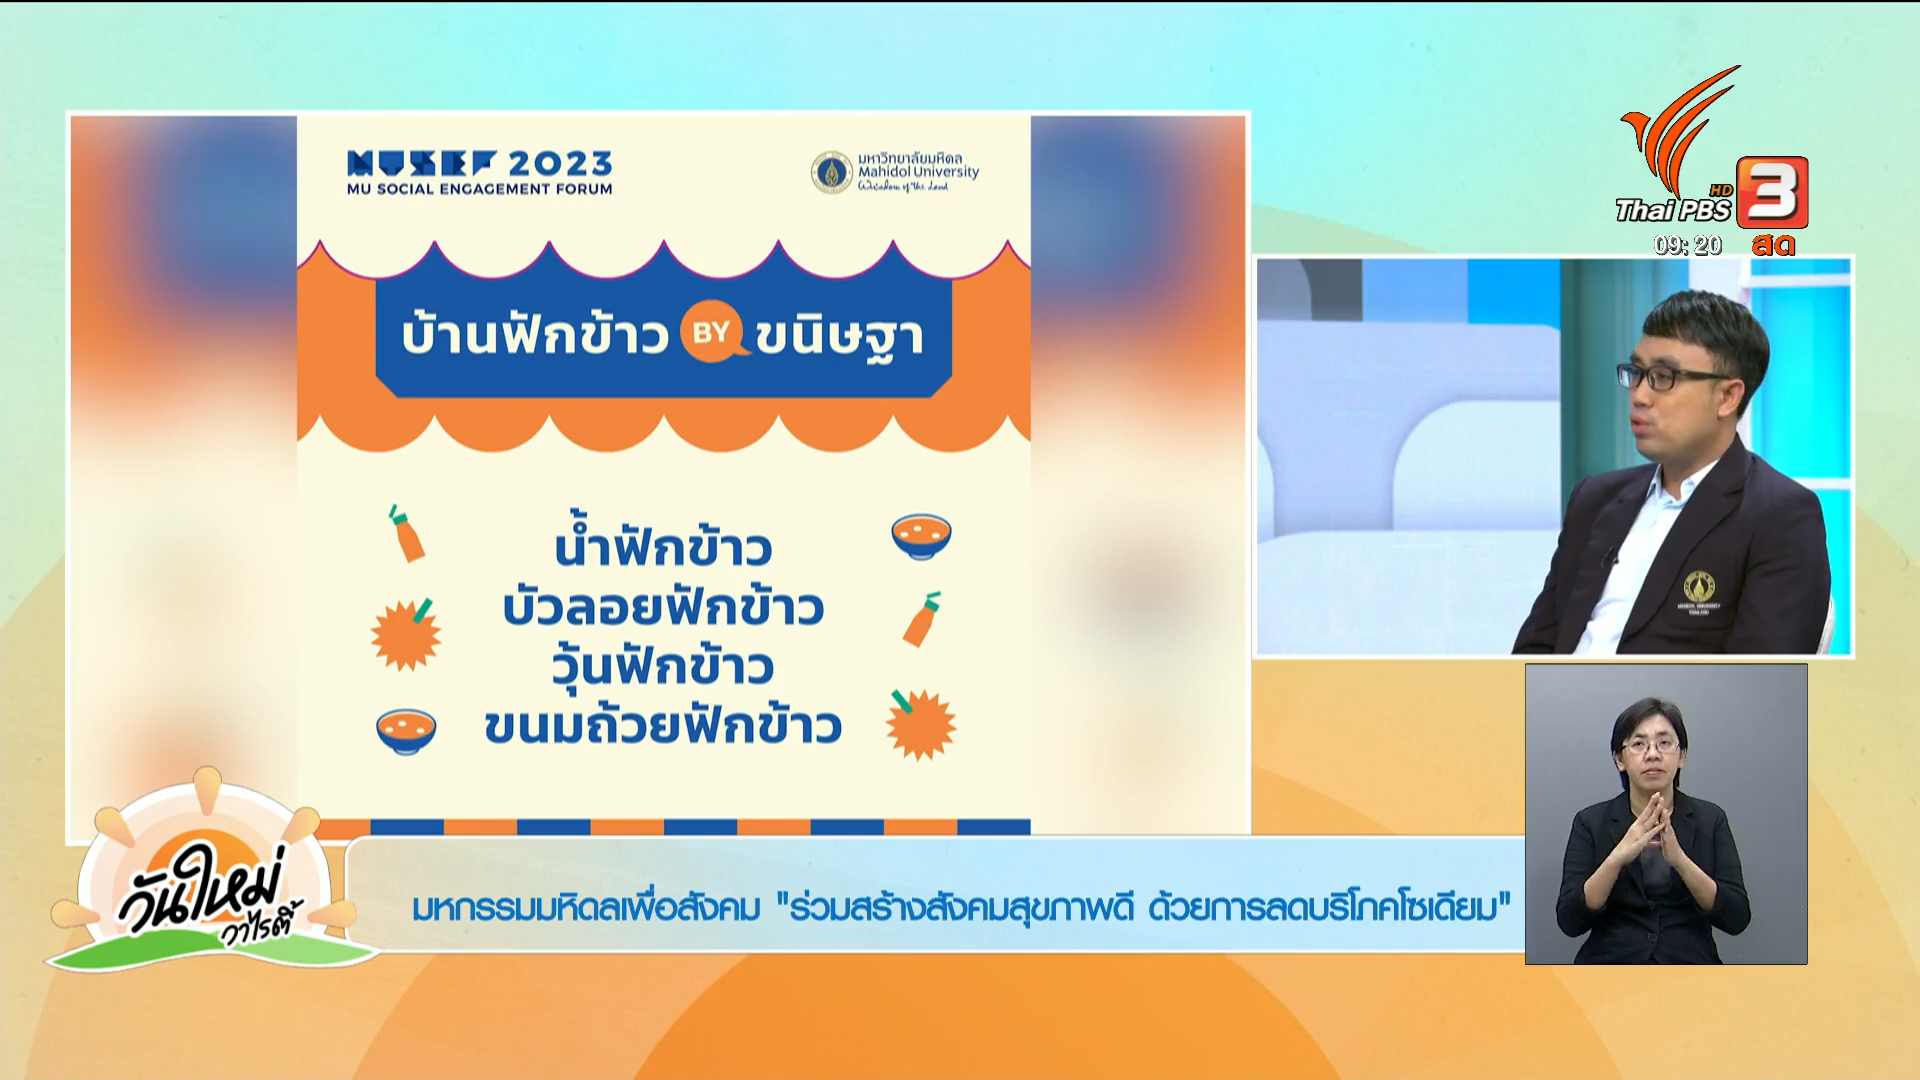 MUSEF 2023
MU SOCIAL ENGAGEMENT FORUM
มหาวิทยาลัยมหิดล
Mahidol University
Wisdom of the Land
บ้านฟักข้าว BY ขนิษฐา
น้ำฟักข้าว
บัวลอยฟักข้าว
วุ้นฟักข้าว
ขนมถ้วยฟักข้าว
HD
Thai PBS 3
09:20 สด
MAHIDOL UNIVERSITY
THAILAND
วันใหม่
วาไรตี้
มหกรรมมหิดลเพื่อสังคม "ร่วมสร้างสังคมสุขภาพดี ด้วยการลดบริโภคโซเดียม"